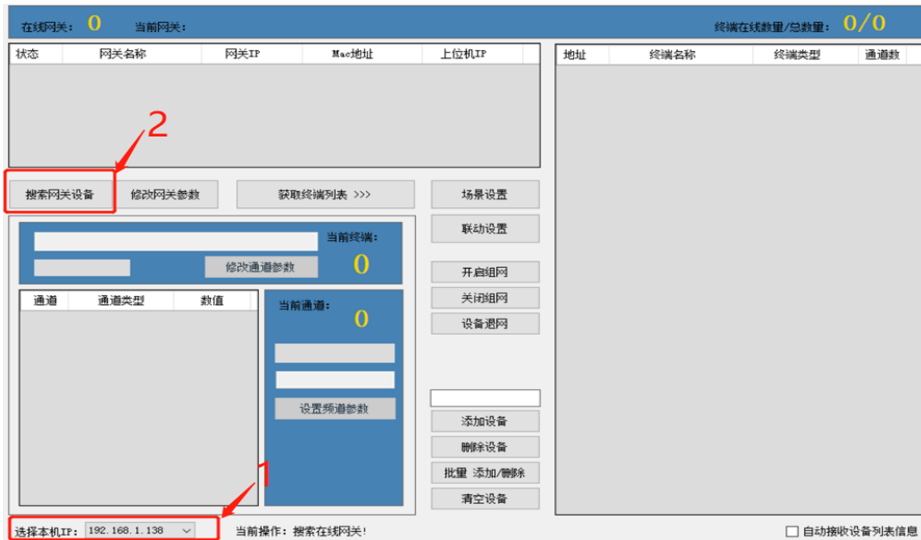 在线网关: 0 当前网关: 终端在线数量/总数量: 0/0
状态 网关名称 网关IP Mac地址 上位机IP
地址 终端名称 终端类型 通道数
2
搜索网关设备 修改网关参数 获取终端列表 >>> 场景设置
联动设置
当前终端:
修改通道参数 0
开启组网
关闭组网
设备退网
通道 通道类型 数值
当前通道:
0
设置频道参数
添加设备
删除设备
批量 添加/删除
清空设备
1
选择本机IP: 192.168.1.138 当前操作: 搜索在线网关! 自动接收设备列表信息